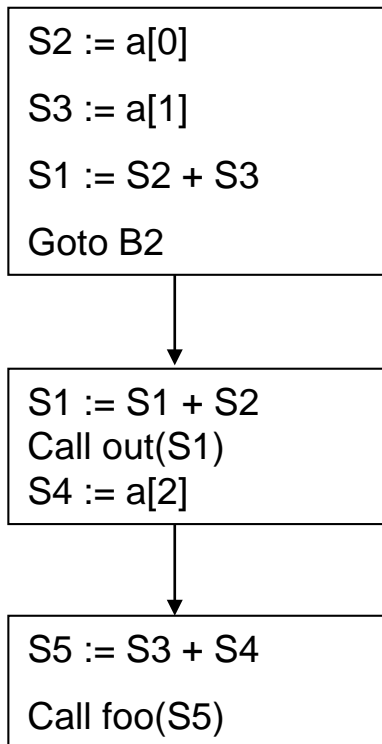 S2 := a[0]
S3 := a[1]
S1 := S2 + S3
Goto B2
S1 := S1 + S2
Call out(S1)
S4 := a[2]
S5 := S3 + S4
Call foo(S5)